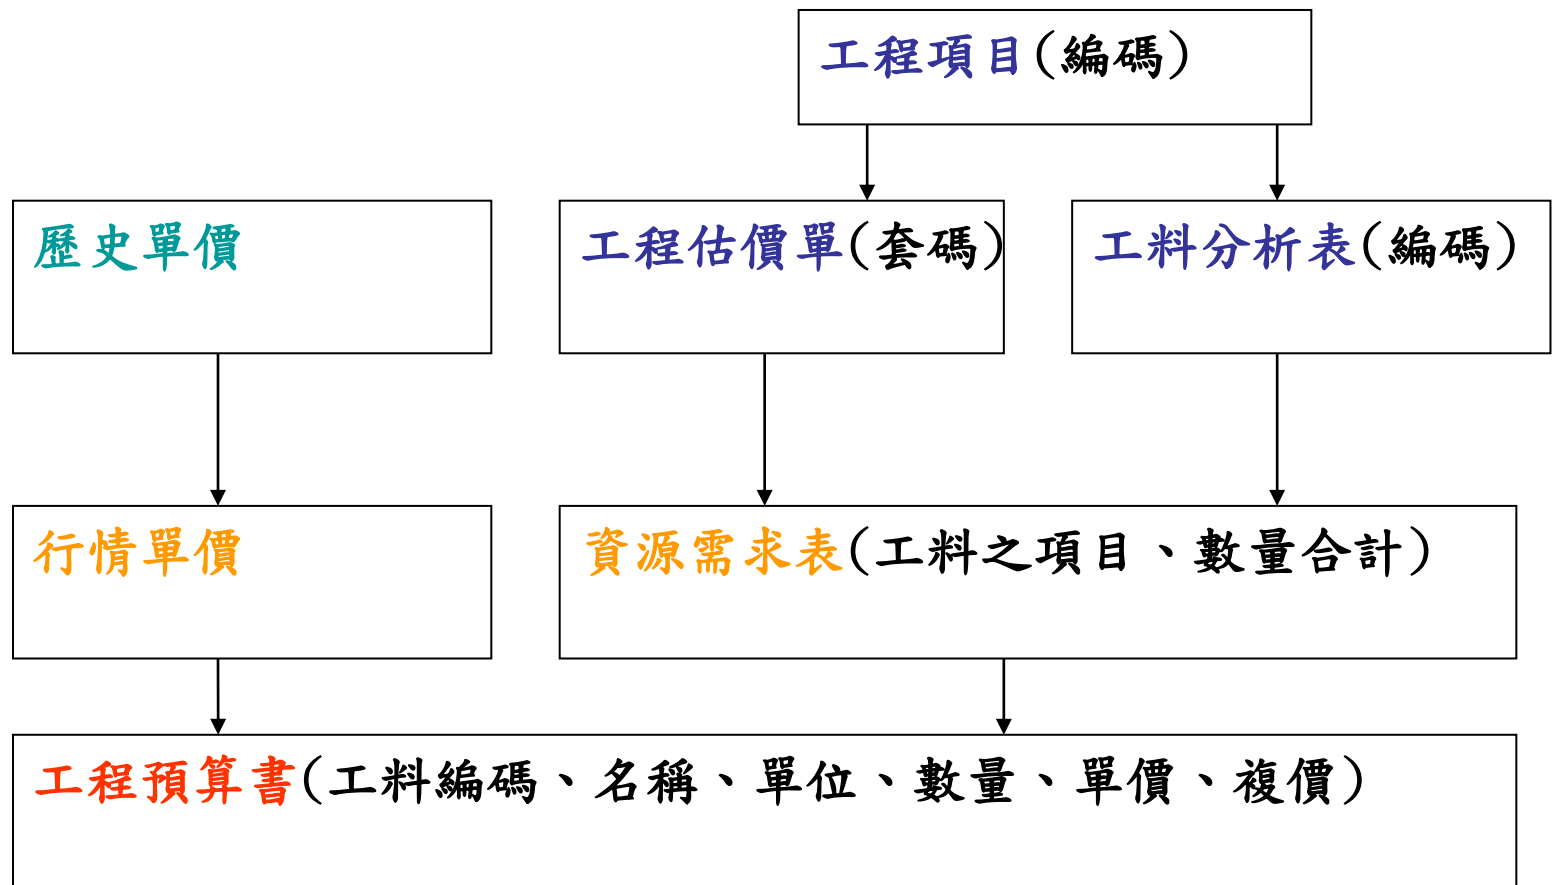 工程項目(編碼)
歷史單價
工程估價單(套碼)
工料分析表(編碼)
行情單價
資源需求表(工料之項目、數量合計)
工程預算書(工料編碼、名稱、單位、數量、單價、複價)